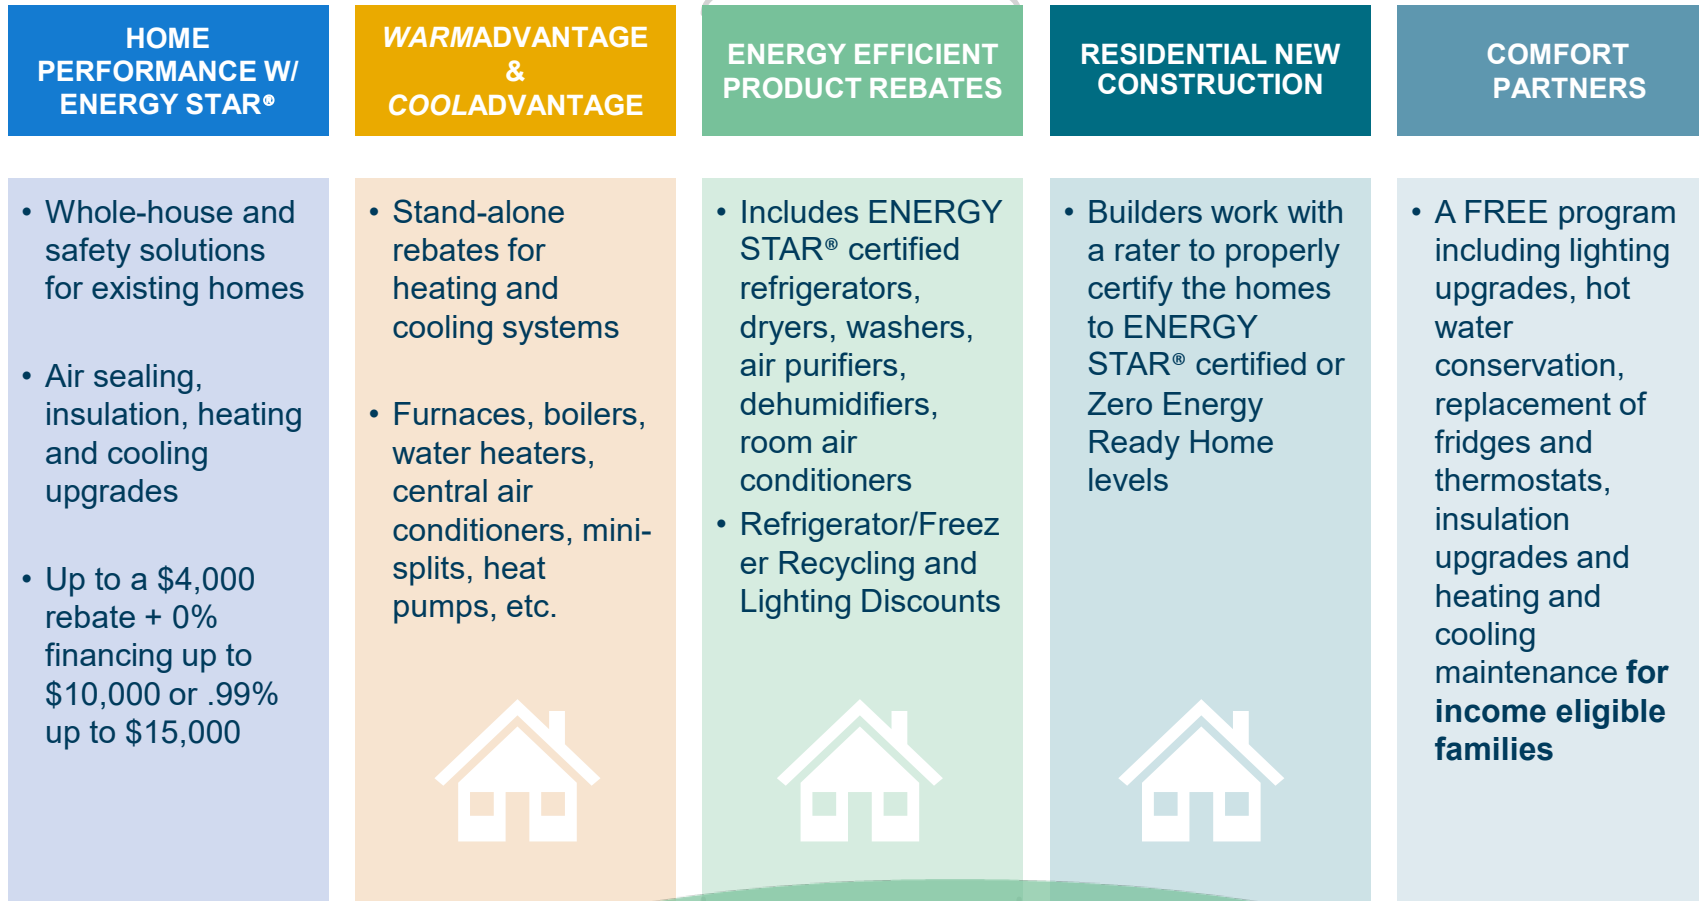 HOME
PERFORMANCE W/
ENERGY STAR®
WARMADVANTAGE
&
COOLADVANTAGE
ENERGY EFFICIENT
PRODUCT REBATES
RESIDENTIAL NEW
CONSTRUCTION
COMFORT
PARTNERS
• Whole-house and
safety solutions
for existing homes
• Air sealing,
insulation, heating
and cooling
upgrades
• Up to a $4,000
rebate + 0%
financing up to
$10,000 or .99%
up to $15,000
• Stand-alone
rebates for
heating and
cooling systems
• Furnaces, boilers,
water heaters,
central air
conditioners, mini-
splits, heat
pumps, etc.
• Includes ENERGY
STAR® certified
refrigerators,
dryers, washers,
air purifiers,
dehumidifiers,
room air
conditioners
• Refrigerator/Freez
er Recycling and
Lighting Discounts
• Builders work with
a rater to properly
certify the homes
to ENERGY
STAR® certified or
Zero Energy
Ready Home
levels
• A FREE program
including lighting
upgrades, hot
water
conservation,
replacement of
fridges and
thermostats,
insulation
upgrades and
heating and
cooling
maintenance for
income eligible
families